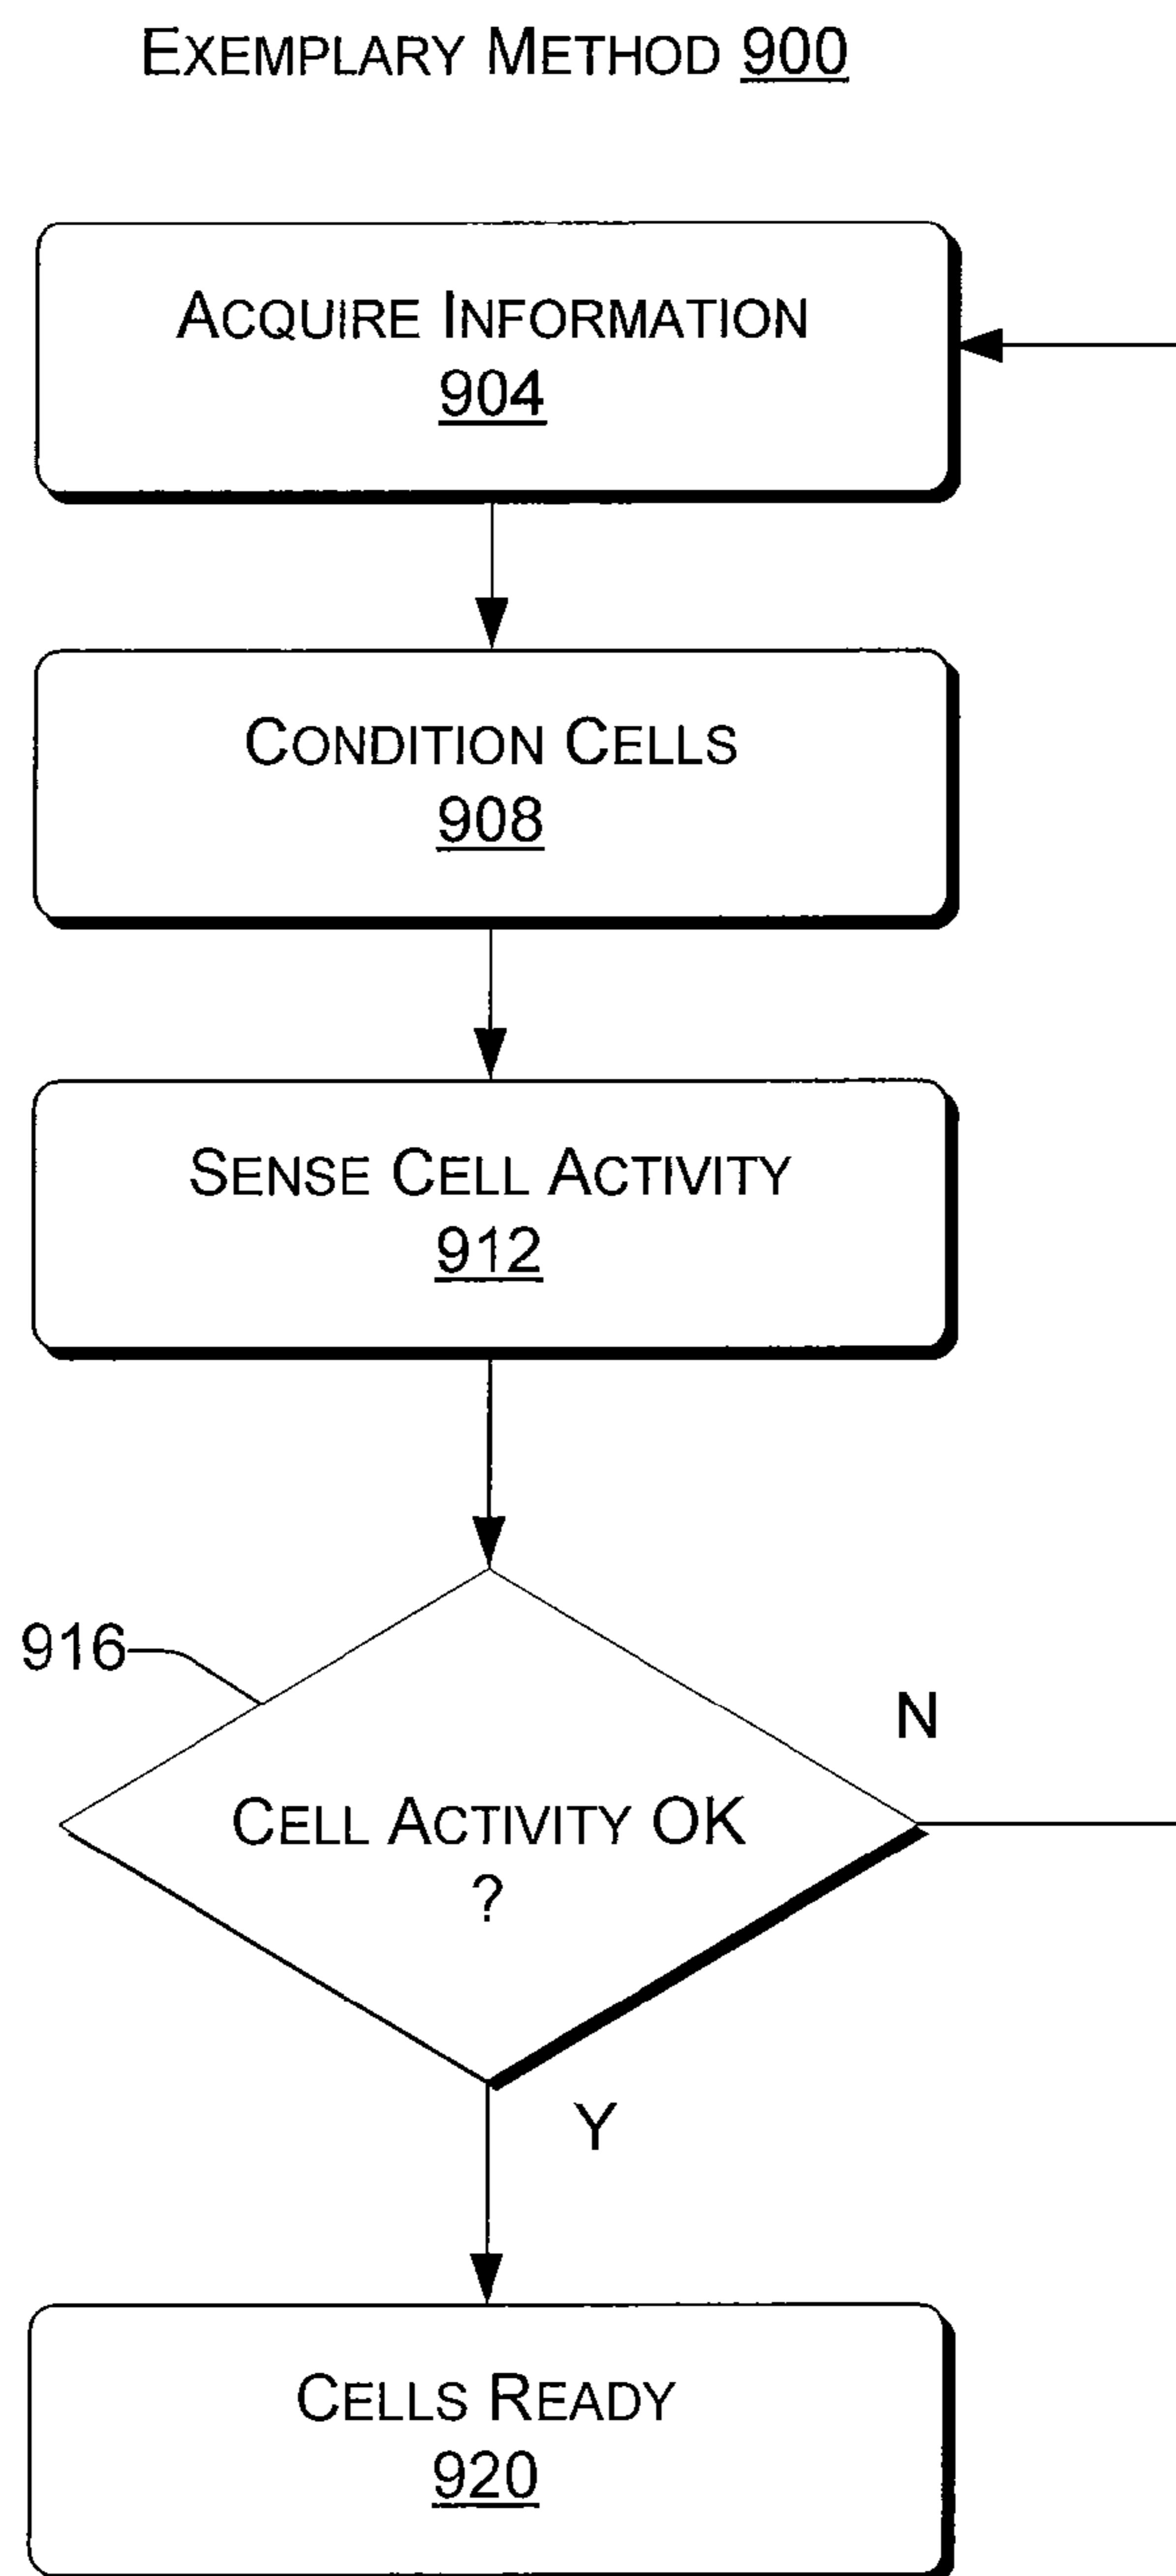 EXEMPLARY METHOD 900
ACQUIRE INFORMATION
904
CONDITION CELLS
908
SENSE CELL ACTIVITY
912
916
N
CELL ACTIVITY OK
?
Y
CELLS READY
920